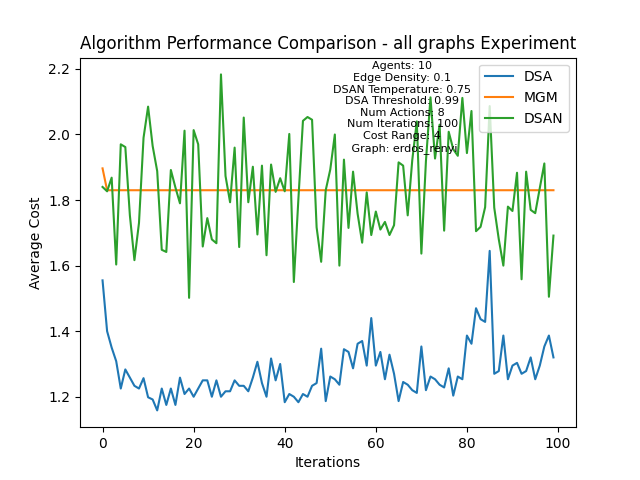 Algorithm Performance Comparison - all graphs Experiment
Agents: 10
Edge Density: 0.1
DSAN Temperature: 0.75
DSA Threshold: 0.99
Num Actions: 8
Num Iterations: 100
Cost Range: 4
Graph: erdos_renyi
DSA
MGM
DSAN
Average Cost
2.2
2.0
1.8
1.6
1.4
1.2
0
20
40
60
80
100
Iterations